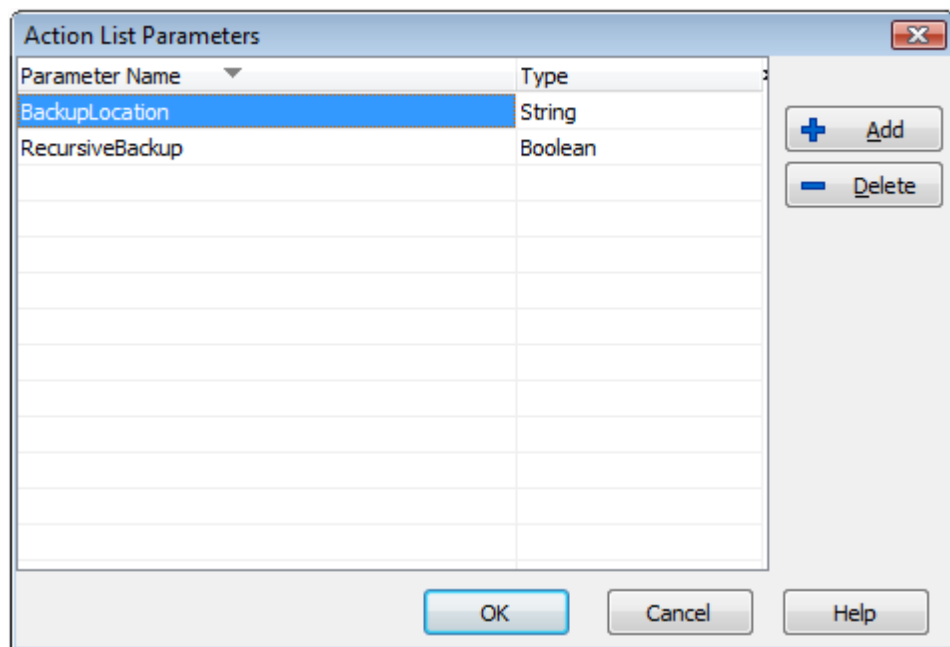 Action List Parameters
Parameter Name Type
BackupLocation String
RecursiveBackup Boolean
Add
Delete
OK Cancel Help